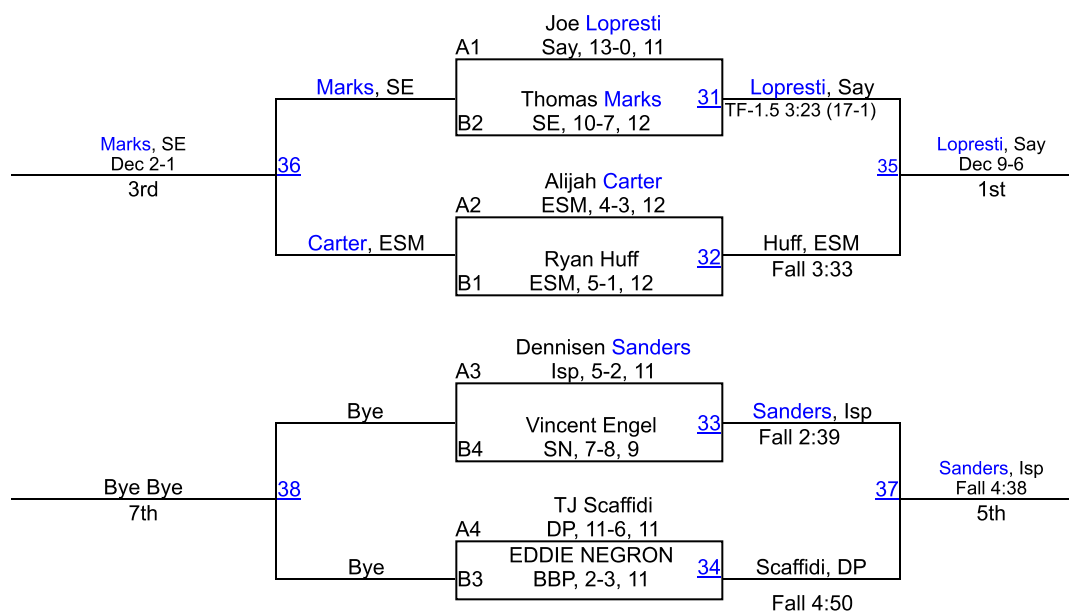 Joe Lopresti
A1
Say, 13-0, 11
Marks, SE
Thomas Marks
31
Lopresti, Say
B2
SE, 10-7, 12
TF-1.5 3:23 (17-1)
Marks, SE
Dec 2-1
3rd
36
35
Lopresti, Say
Dec 9-6
1st
Alijah Carter
A2
ESM, 4-3, 12
Carter, ESM
Ryan Huff
32
Huff, ESM
B1
ESM, 5-1, 12
Fall 3:33
Dennisen Sanders
A3
Isp, 5-2, 11
Bye
Vincent Engel
33
Sanders, Isp
B4
SN, 7-8, 9
Fall 2:39
Bye Bye
7th
38
37
Sanders, Isp
Fall 4:38
5th
TJ Scaffidi
A4
DP, 11-6, 11
Bye
EDDIE NEGRON
34
Scaffidi, DP
B3
BBP, 2-3, 11
Fall 4:50